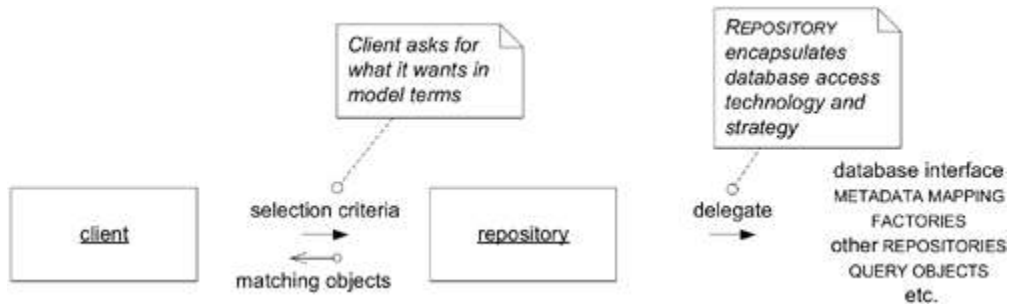 Client asks for
what it wants in
model terms
REPOSITORY
encapsulates
database access
technology and
strategy
client
selection criteria
matching objects
repository
delegate
database interface
METADATA MAPPING
FACTORIES
other REPOSITORIES
QUERY OBJECTS
etc.